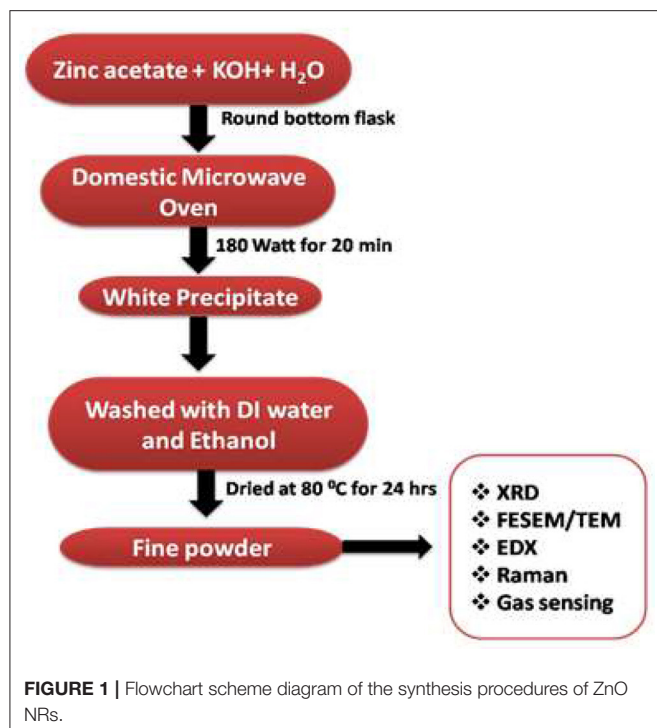 Zinc acetate + KOH+ H₂O
Round bottom flask
Domestic Microwave
Oven
180 Watt for 20 min
White Precipitate
Washed with DI water
and Ethanol
Dried at 80 ⁰C for 24 hrs
Fine powder
❖ XRD
❖ FESEM/TEM
❖ EDX
❖ Raman
❖ Gas sensing
FIGURE 1 | Flowchart scheme diagram of the synthesis procedures of ZnO
NRs.